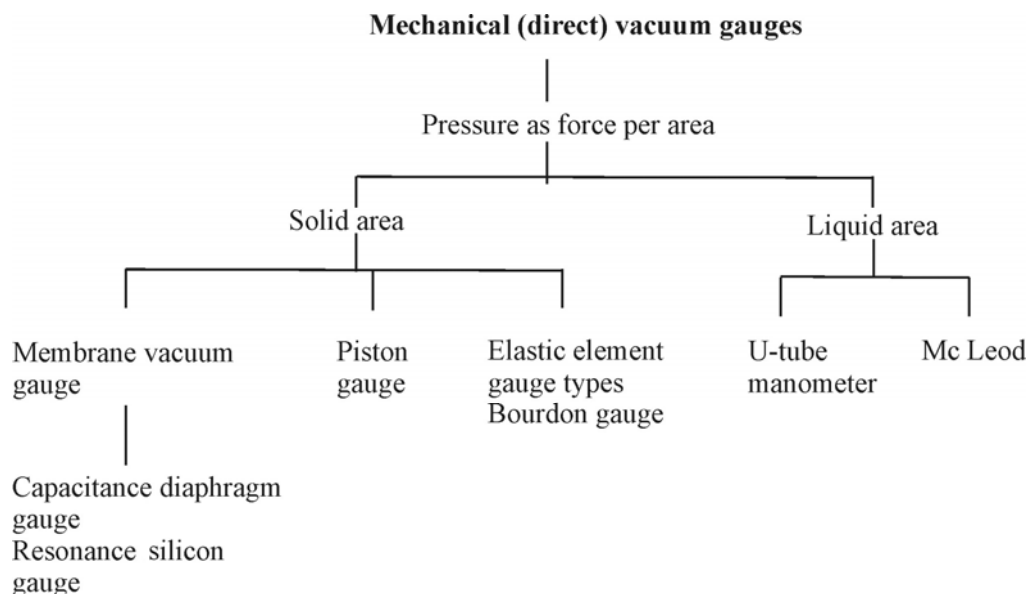 Mechanical (direct) vacuum gauges
Pressure as force per area
Solid area
Liquid area
Membrane vacuum
gauge
Piston
gauge
Elastic element
gauge types
Bourdon gauge
U-tube
manometer
Mc Leod
Capacitance diaphragm
gauge
Resonance silicon
gauge